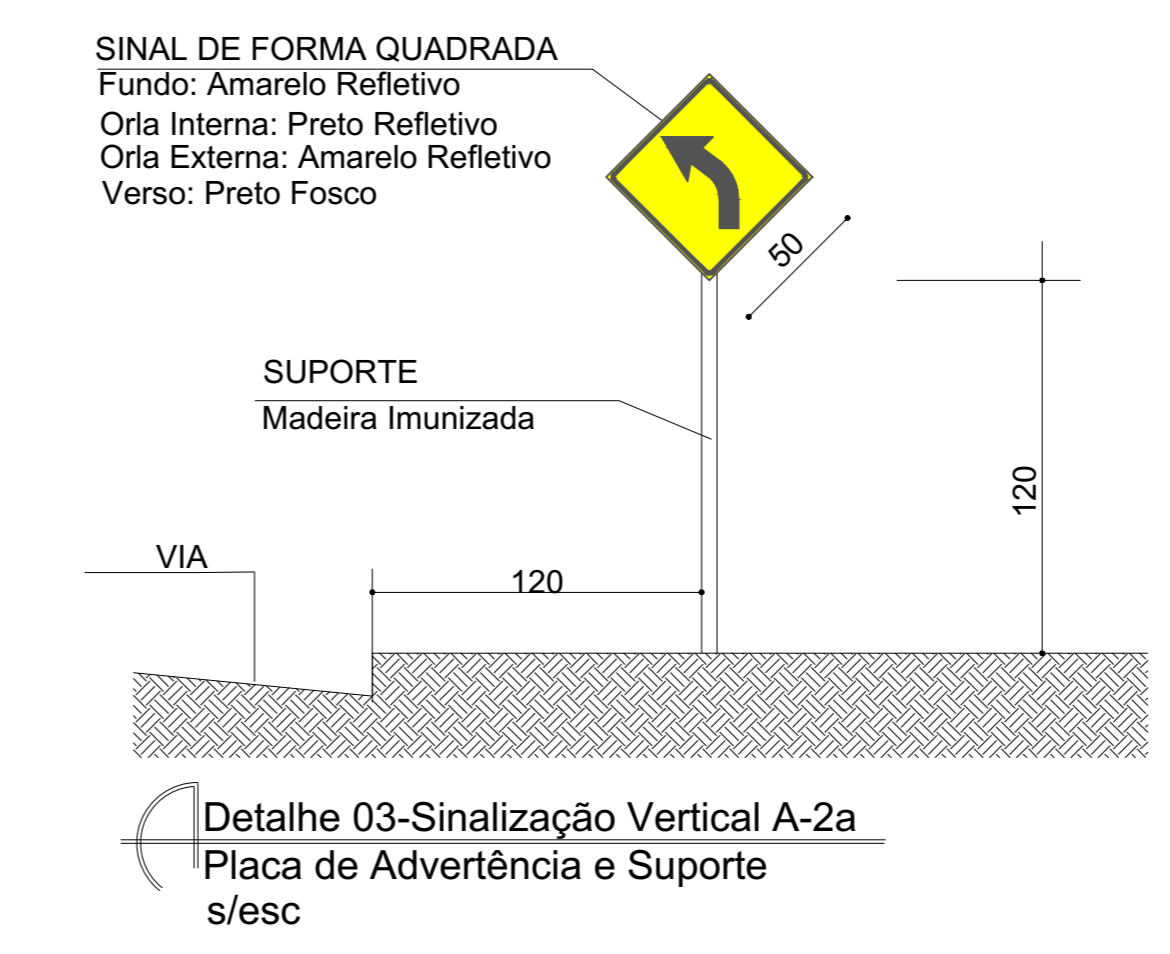 SINAL DE FORMA QUADRADA
Fundo: Amarelo Refletivo
Orla Interna: Preto Refletivo
Orla Externa: Amarelo Refletivo
Verso: Preto Fosco
50
SUPORTE
Madeira Imunizada
120
VIA
120
Detalhe 03-Sinalização Vertical A-2a
Placa de Advertência e Suporte
s/esc